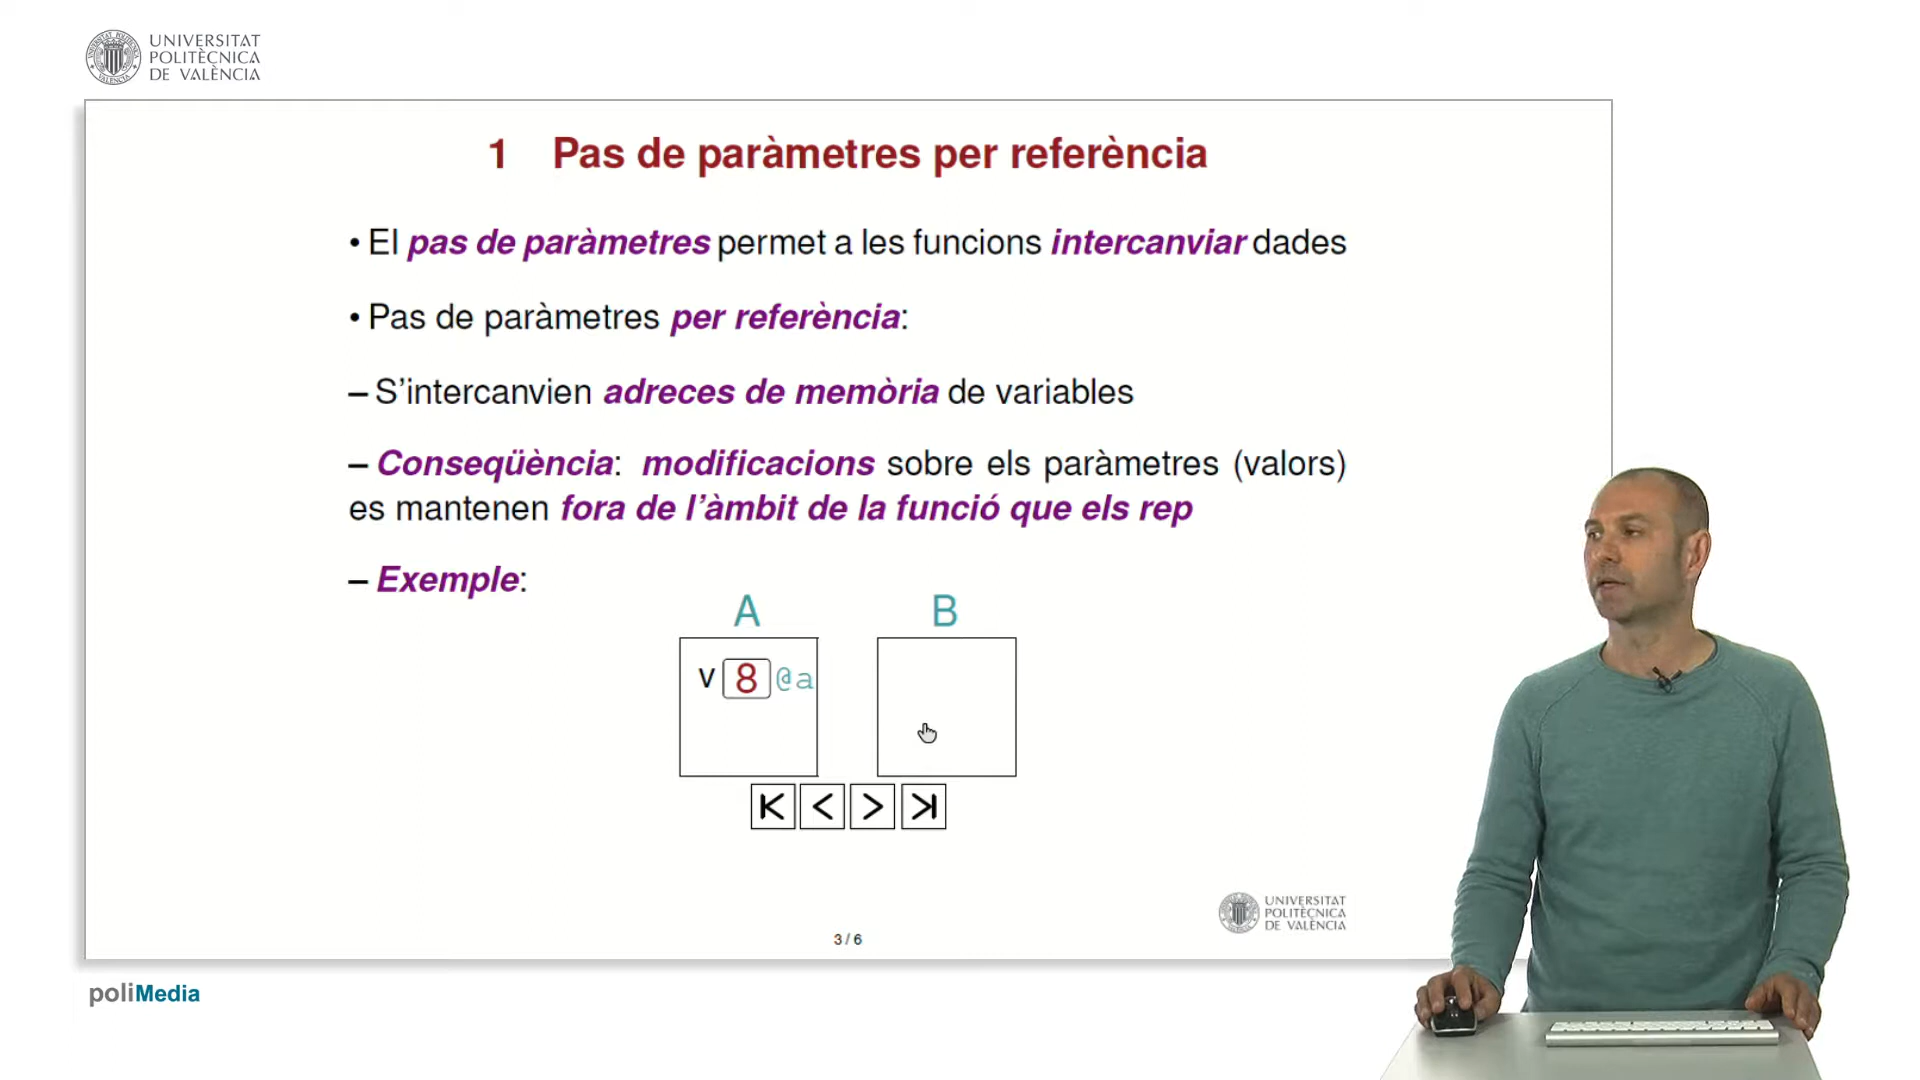 UNIVERSITAT
POLITÈCNICA
DE VALÈNCIA
1 Pas de paràmetres per referència
• El pas de paràmetres permet a les funcions intercanviar dades
• Pas de paràmetres per referència:
– S'intercanvien adreces de memòria de variables
– Conseqüència: modificacions sobre els paràmetres (valors)
es mantenen fora de l'àmbit de la funció que els rep
– Exemple:
A B
v 8 @a
UNIVERSITAT
POLITÈCNICA
DE VALÈNCIA
3 / 6
poliMedia